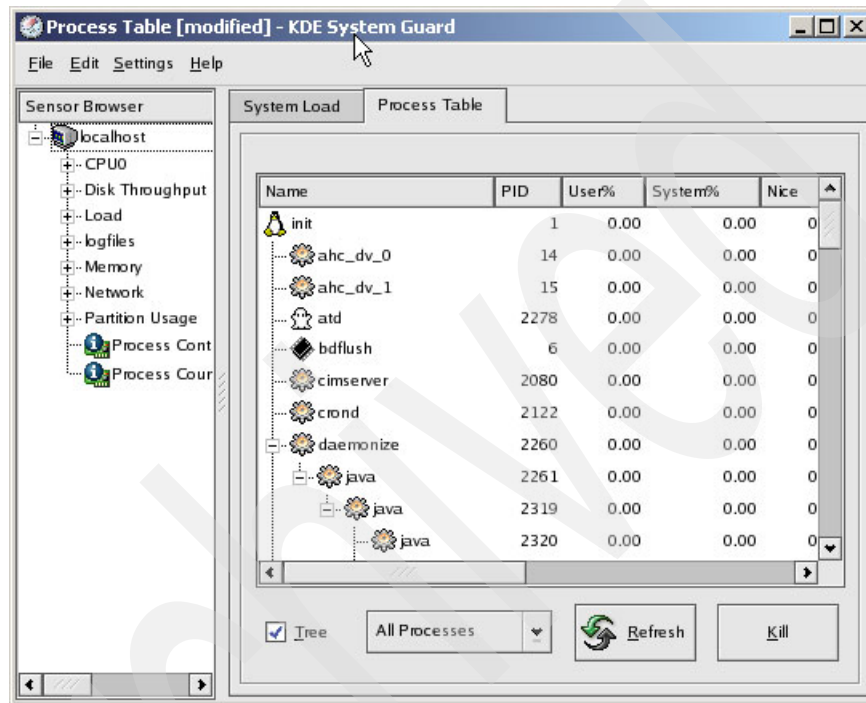 Process Table [modified] - KDE System Guard
File Edit Settings Help
Sensor Browser
localhost
CPU0
Disk Throughput
Load
logfiles
Memory
Network
Partition Usage
Process Cont
Process Cour
System Load Process Table
Name PID User% System% Nice
init 1 0.00 0.00 0
ahc_dv_0 14 0.00 0.00 0
ahc_dv_1 15 0.00 0.00 0
atd 2278 0.00 0.00 0
bdflush 6 0.00 0.00 0
cimserver 2080 0.00 0.00 0
crond 2122 0.00 0.00 0
daemonize 2260 0.00 0.00 0
java 2261 0.00 0.00 0
java 2319 0.00 0.00 0
java 2320 0.00 0.00 0
Tree All Processes Refresh Kill